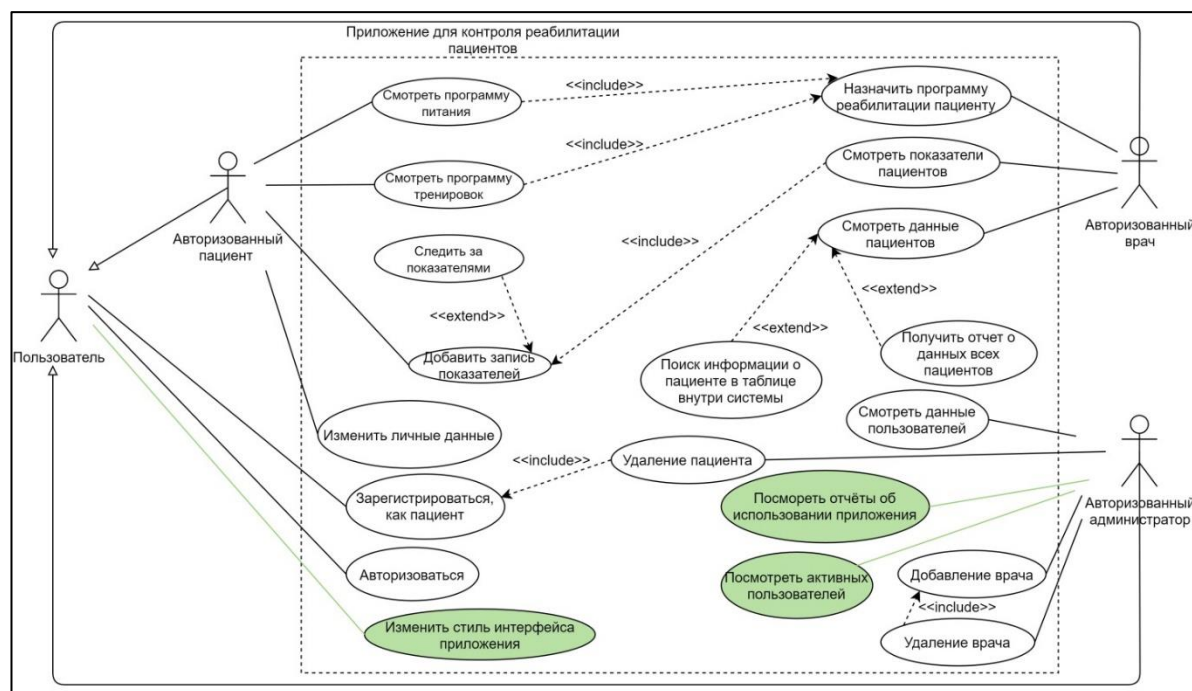 Приложение для контроля реабилитации
пациентов
Смотреть программу
питания
<<include>>
Назначить программу
реабилитации пациенту
<<include>>
Смотреть программу
тренировок
Смотреть показатели
пациентов
Авторизованный
пациент
Авторизованный
врач
Следить за
показателями
<<include>>
Смотреть данные
пациентов
<<extend>>
<<extend>>
<<extend>>
Пользователь
Добавить запись
показателей
Поиск информации о
пациенте в таблице
внутри системы
Получить отчет о
данных всех
пациентов
Изменить личные данные
Смотреть данные
пользователей
<<include>>
Удаление пациента
Зарегистрироваться,
как пациент
Посмореть отчёты об
использовании приложения
Авторизованный
администратор
Авторизоваться
Посмотреть активных
пользователей
Добавление врача
<<include>>
Изменить стиль интерфейса
приложения
Удаление врача